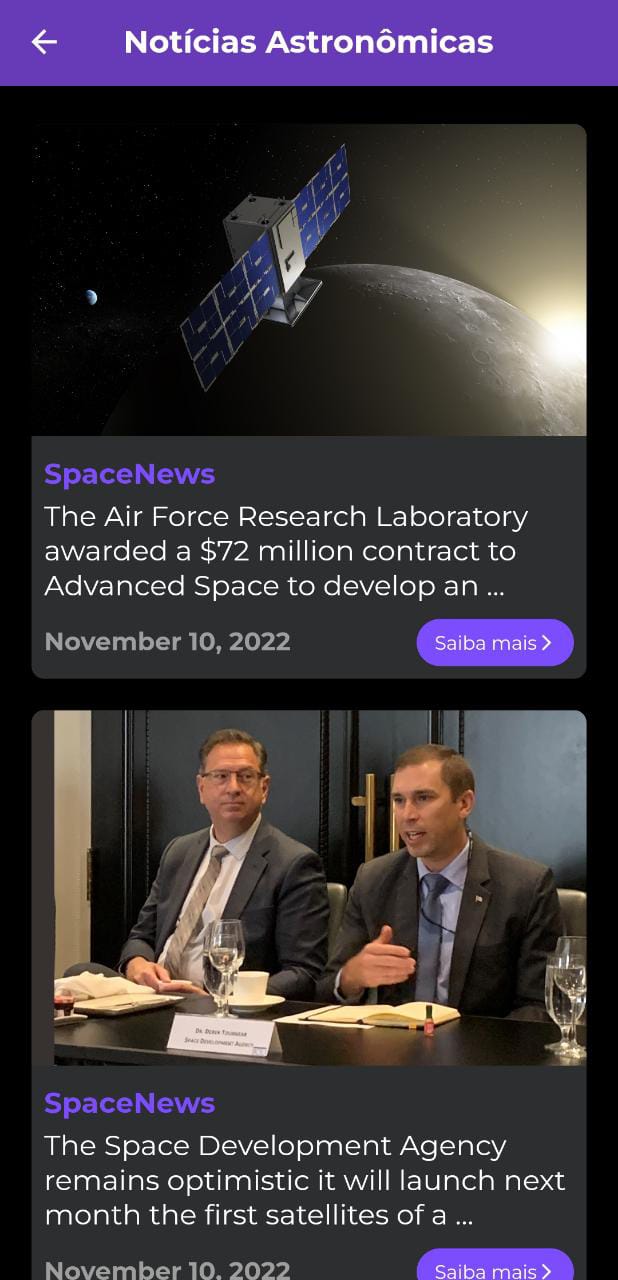 Notícias Astronômicas
SpaceNews
The Air Force Research Laboratory
awarded a $72 million contract to
Advanced Space to develop an ...
November 10, 2022
Saiba mais
DR. DEREK TOURNEAR
SPACE DEVELOPMENT AGENCY
SpaceNews
The Space Development Agency
remains optimistic it will launch next
month the first satellites of a ...
November 10, 2022
Saiba mais